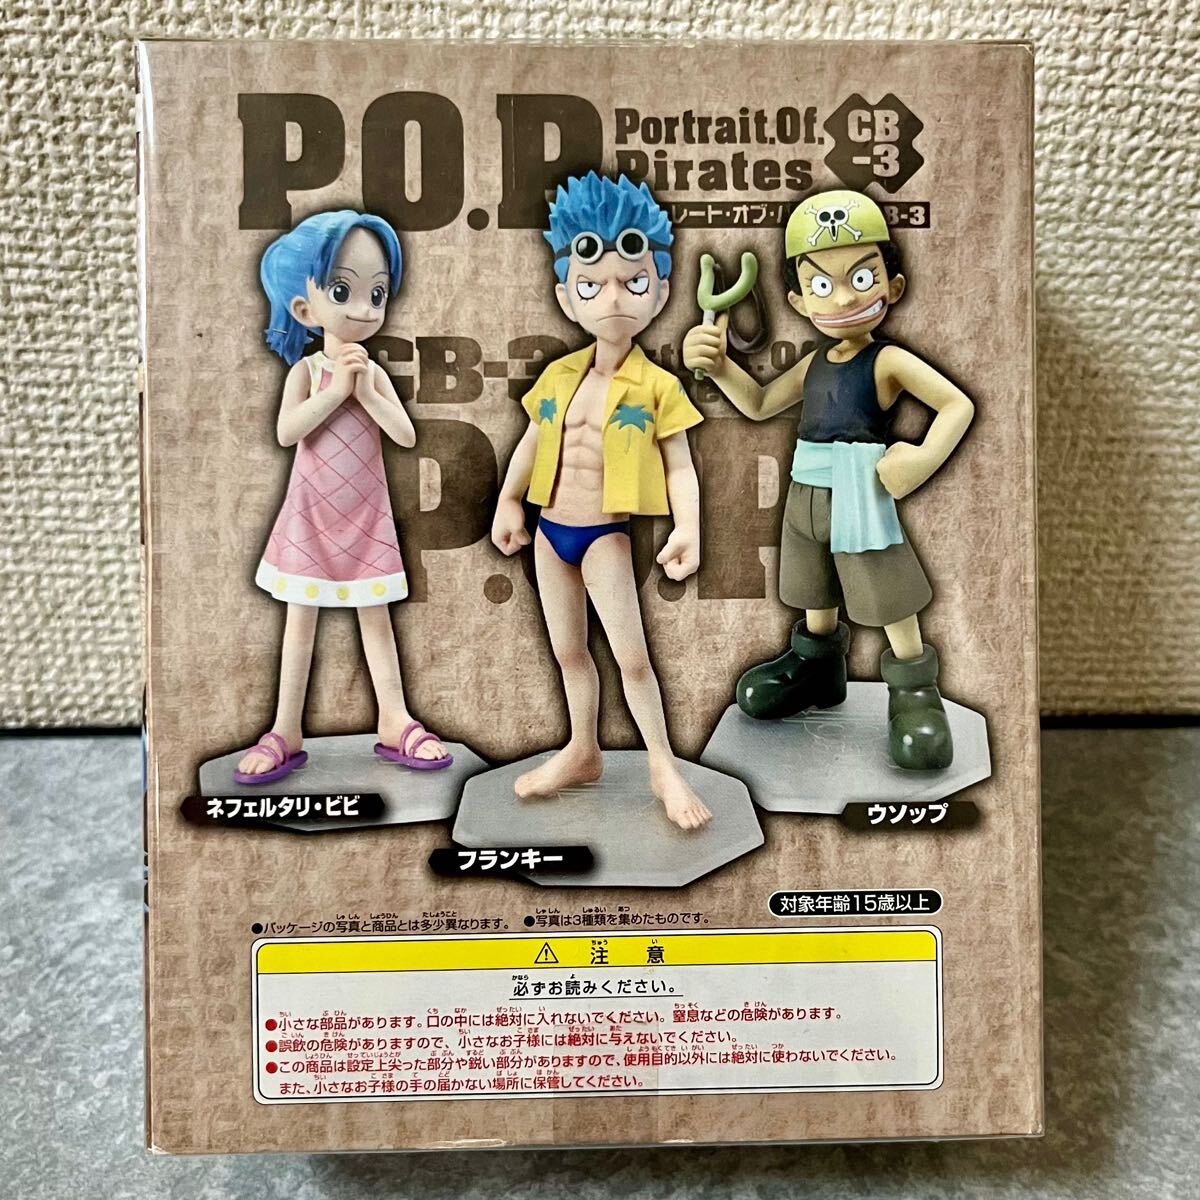 P.O.P
Portrait.Of.
Pirates
CB
-3
レート・オブ・パ
B-3
CB-3
P.O.P
ネフェルタリ・ビビ
フランキー
ウソップ
対象年齢15歳以上
●パッケージの写真と商品とは多少異なります。 ●写真は3種類を集めたものです。
⚠ 注意
必ずお読みください。
●小さな部品があります。口の中には絶対に入れないでください。窒息などの危険があります。
●誤飲の危険がありますので、小さなお子様には絶対に与えないでください。
●この商品は設定上尖った部分や鋭い部分がありますので、使用目的以外には絶対に使わないでください。
また、小さなお子様の手の届かない場所に保管してください。